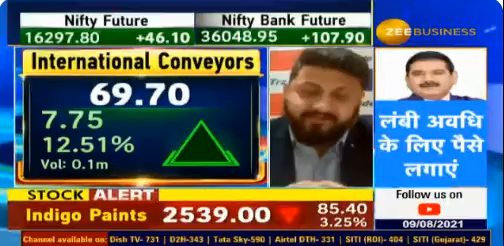 Nifty Future
16297.80 +46.10
Nifty Bank Future
36048.95 +107.90
ZEE BUSINESS
International Conveyors
69.70
7.75
12.51%
Vol: 0.1m
लंबी अवधि
के लिए पैसे
लगाएं
STOCK ALERT
Indigo Paints 2539.00 85.40
3.25%
Follow us on
09/08/2021
Channel available on: Dish TV- 731 | D2H-343 | Tata Sky-590 | Airtel DTH-331 | SITI (ROI)- 404 | SITI (Gujarat)- 429